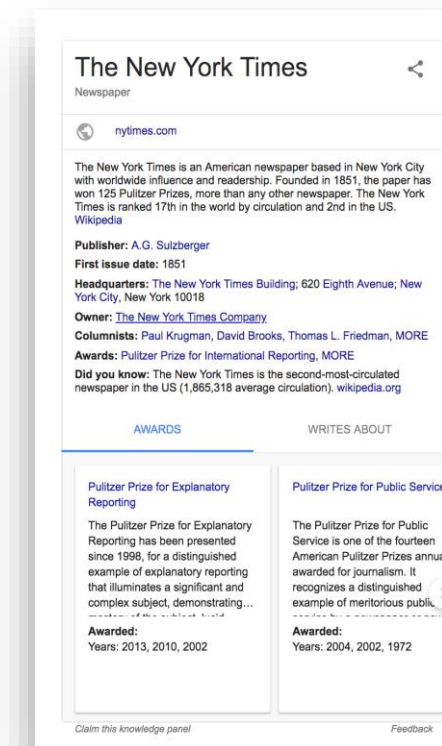 The New York Times
Newspaper
nytimes.com
The New York Times is an American newspaper based in New York City
with worldwide influence and readership. Founded in 1851, the paper has
won 125 Pulitzer Prizes, more than any other newspaper. The New York
Times is ranked 17th in the world by circulation and 2nd in the US.
Wikipedia
Publisher: A.G. Sulzberger
First issue date: 1851
Headquarters: The New York Times Building; 620 Eighth Avenue; New
York City, New York 10018
Owner: The New York Times Company
Columnists: Paul Krugman, David Brooks, Thomas L. Friedman, MORE
Awards: Pulitzer Prize for International Reporting, MORE
Did you know: The New York Times is the second-most-circulated
newspaper in the US (1,865,318 average circulation). wikipedia.org
AWARDS
WRITES ABOUT
Pulitzer Prize for Explanatory
Reporting
The Pulitzer Prize for Explanatory
Reporting has been presented
since 1998, for a distinguished
example of explanatory reporting
that illuminates a significant and
complex subject, demonstrating...
Awarded:
Years: 2013, 2010, 2002
Pulitzer Prize for Public Service
The Pulitzer Prize for Public
Service is one of the fourteen
American Pulitzer Prizes
awarded for journalism. It
recognizes a distinguished
example of meritorious public
Awarded:
Years: 2004, 2002, 1972
Claim this knowledge panel
Feedback